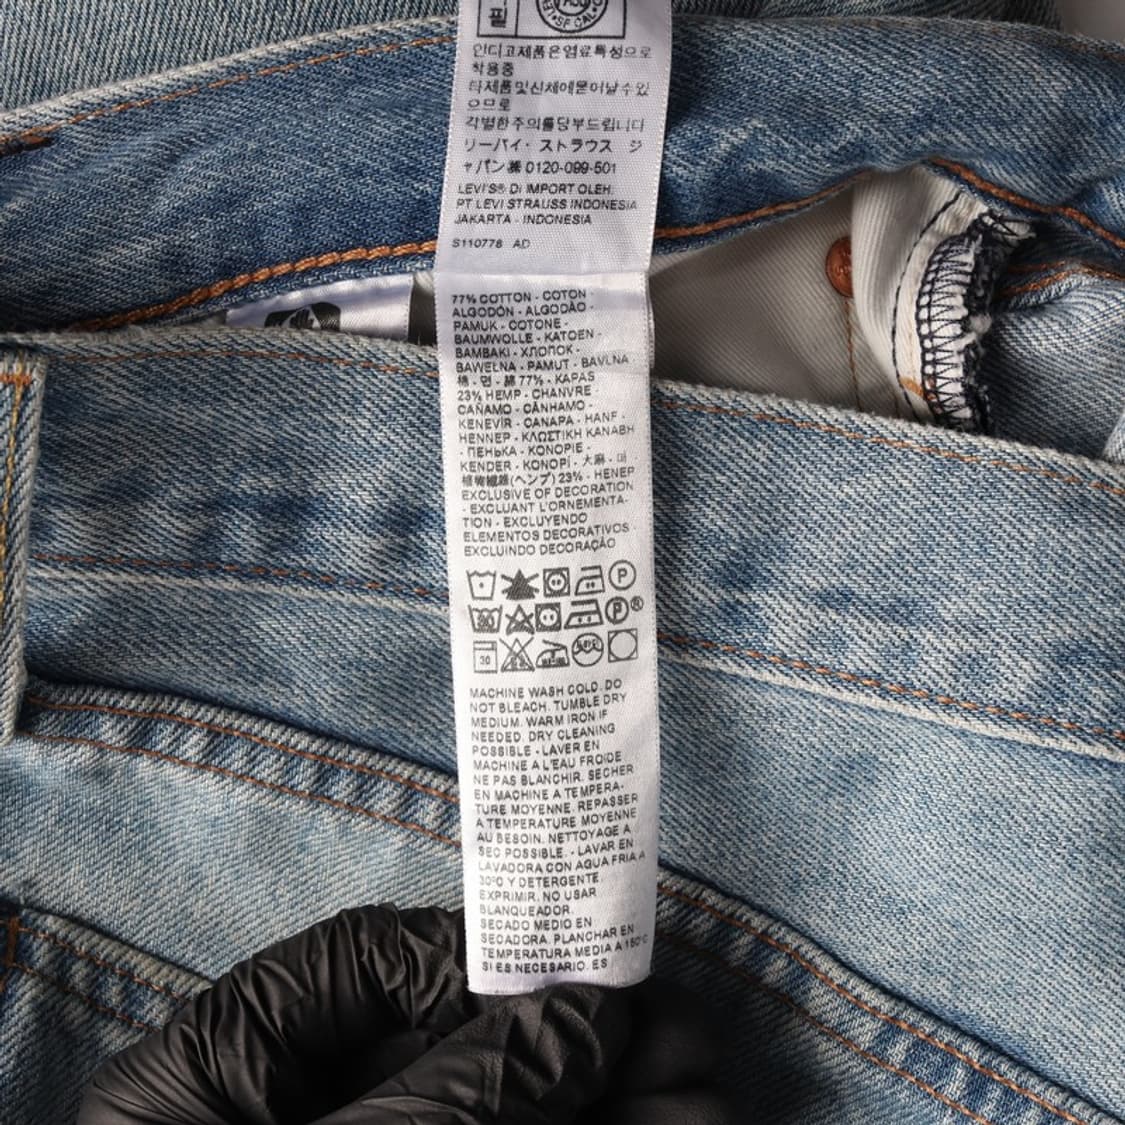 필
SF CAL
인디고제품은염료특성으로
착용중
타제품및신체에묻어날수있
으므로
각별한주의를당부드립니다
リーバイ・ストラウス ジ
ャパン㈱ 0120-099-501
LEVI'S® DI IMPORT OLEH:
PT LEVI STRAUSS INDONESIA
JAKARTA - INDONESIA
S110778 AD
77% COTTON - COTON -
ALGODÓN - ALGODÃO -
PAMUK - COTONE -
BAUMWOLLE - KATOEN -
BAMBAKI - ХЛОПОК -
BAWEŁNA - PAMUT - BAVLNA -
棉 - 면 - 綿 77% - KAPAS
23% HEMP - CHANVRE -
CAÑAMO - CÂNHAMO -
KENEVİR - CANAPA - HANF -
HENNEP - ΚΛΩΣΤΙΚΗ ΚΑΝΑΒΗ
- ПЕНЬКА - KONOPIE -
KENDER - KONOPÍ - 大麻 - 마
植物繊維(ヘンプ) 23% - HENEP
EXCLUSIVE OF DECORATION
- EXCLUANT L'ORNEMENTA-
TION - EXCLUYENDO
ELEMENTOS DECORATIVOS -
EXCLUINDO DECORAÇÃO
P
30 P®
30
MACHINE WASH COLD. DO
NOT BLEACH. TUMBLE DRY
MEDIUM. WARM IRON IF
NEEDED. DRY CLEANING
POSSIBLE - LAVER EN
MACHINE A L'EAU FROIDE
NE PAS BLANCHIR. SECHER
EN MACHINE A TEMPERA-
TURE MOYENNE. REPASSER
A TEMPERATURE MOYENNE
AU BESOIN. NETTOYAGE A
SEC POSSIBLE. - LAVAR EN
LAVADORA CON AGUA FRIA A
30ºC Y DETERGENTE.
EXPRIMIR. NO USAR
BLANQUEADOR.
SECADO MEDIO EN
SECADORA. PLANCHAR EN
TEMPERATURA MEDIA A 150°C
SI ES NECESARIO. ES